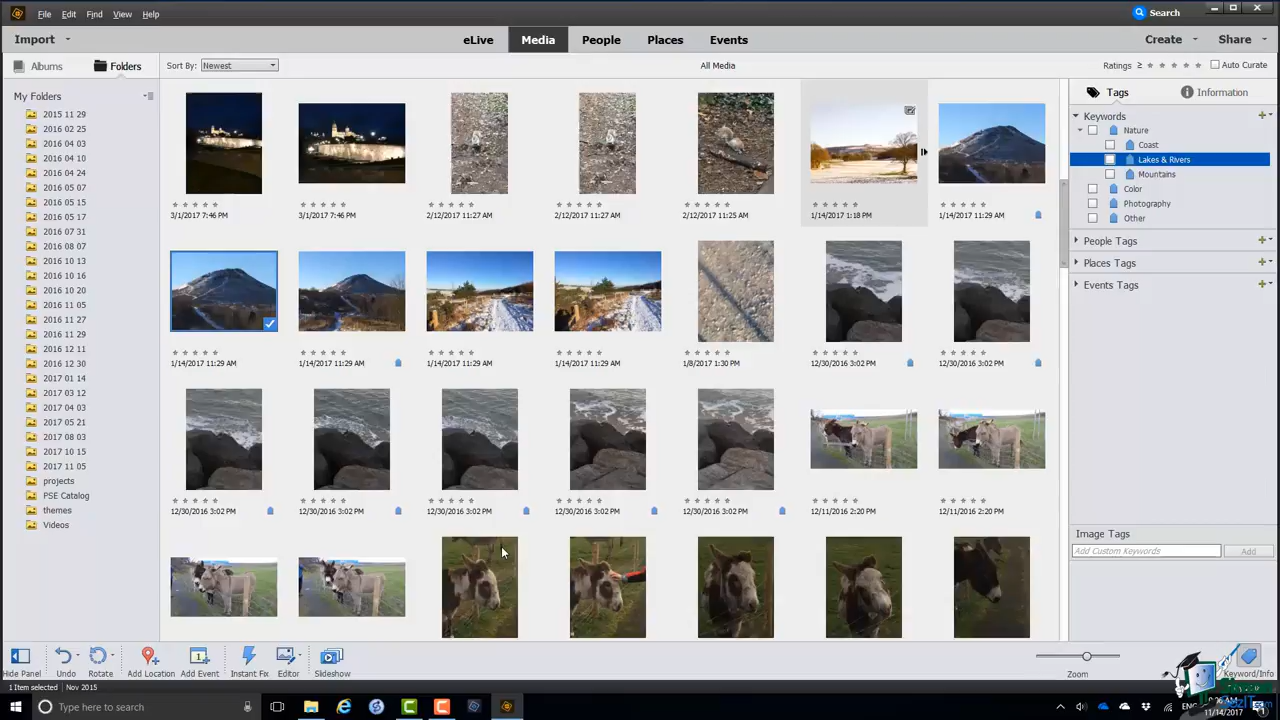 File Edit Find View Help Search
Import eLive Media People Places Events Create Share
Albums Folders Sort By: Newest All Media Ratings ≥ Auto Curate
My Folders
2015 11 29
2016 02 25
2016 04 03
2016 04 10
2016 04 24
2016 05 07
2016 05 15
2016 05 17
2016 07 31
2016 08 07
2016 10 13
2016 10 16
2016 10 20
2016 11 05
2016 11 27
2016 11 29
2016 12 11
2016 12 30
2017 01 14
2017 03 12
2017 04 03
2017 05 21
2017 08 03
2017 10 15
2017 11 05
projects
PSE Catalog
themes
Videos
3/1/2017 7:46 PM 3/1/2017 7:46 PM 2/12/2017 11:27 AM 2/12/2017 11:27 AM 2/12/2017 11:25 AM 1/14/2017 1:18 PM 1/14/2017 11:29 AM
1/14/2017 11:29 AM 1/14/2017 11:29 AM 1/14/2017 11:29 AM 1/14/2017 11:29 AM 1/8/2017 1:30 PM 12/30/2016 3:02 PM 12/30/2016 3:02 PM
12/30/2016 3:02 PM 12/30/2016 3:02 PM 12/30/2016 3:02 PM 12/30/2016 3:02 PM 12/30/2016 3:02 PM 12/11/2016 2:20 PM 12/11/2016 2:20 PM
Tags Information
Keywords
Nature
Coast
Lakes & Rivers
Mountains
Color
Photography
Other
People Tags
Places Tags
Events Tags
Image Tags
Add Custom Keywords Add
Hide Panel Undo Rotate Add Location Add Event Instant Fix Editor Slideshow Zoom Keyword/Info
1 Item selected Nov 2015
Type here to search ENG
11/14/2017